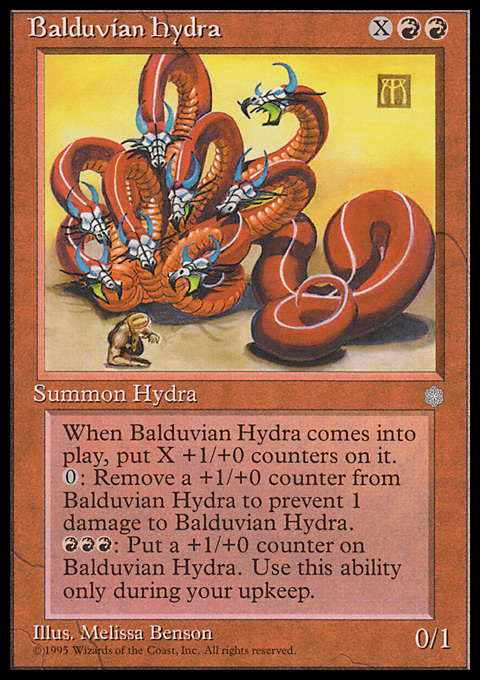 Balduvian Hydra X
Summon Hydra
When Balduvian Hydra comes into
play, put X +1/+0 counters on it.
0: Remove a +1/+0 counter from
Balduvian Hydra to prevent 1
damage to Balduvian Hydra.
: Put a +1/+0 counter on
Balduvian Hydra. Use this ability
only during your upkeep.
Illus. Melissa Benson
0/1
©1995 Wizards of the Coast, Inc. All rights reserved.